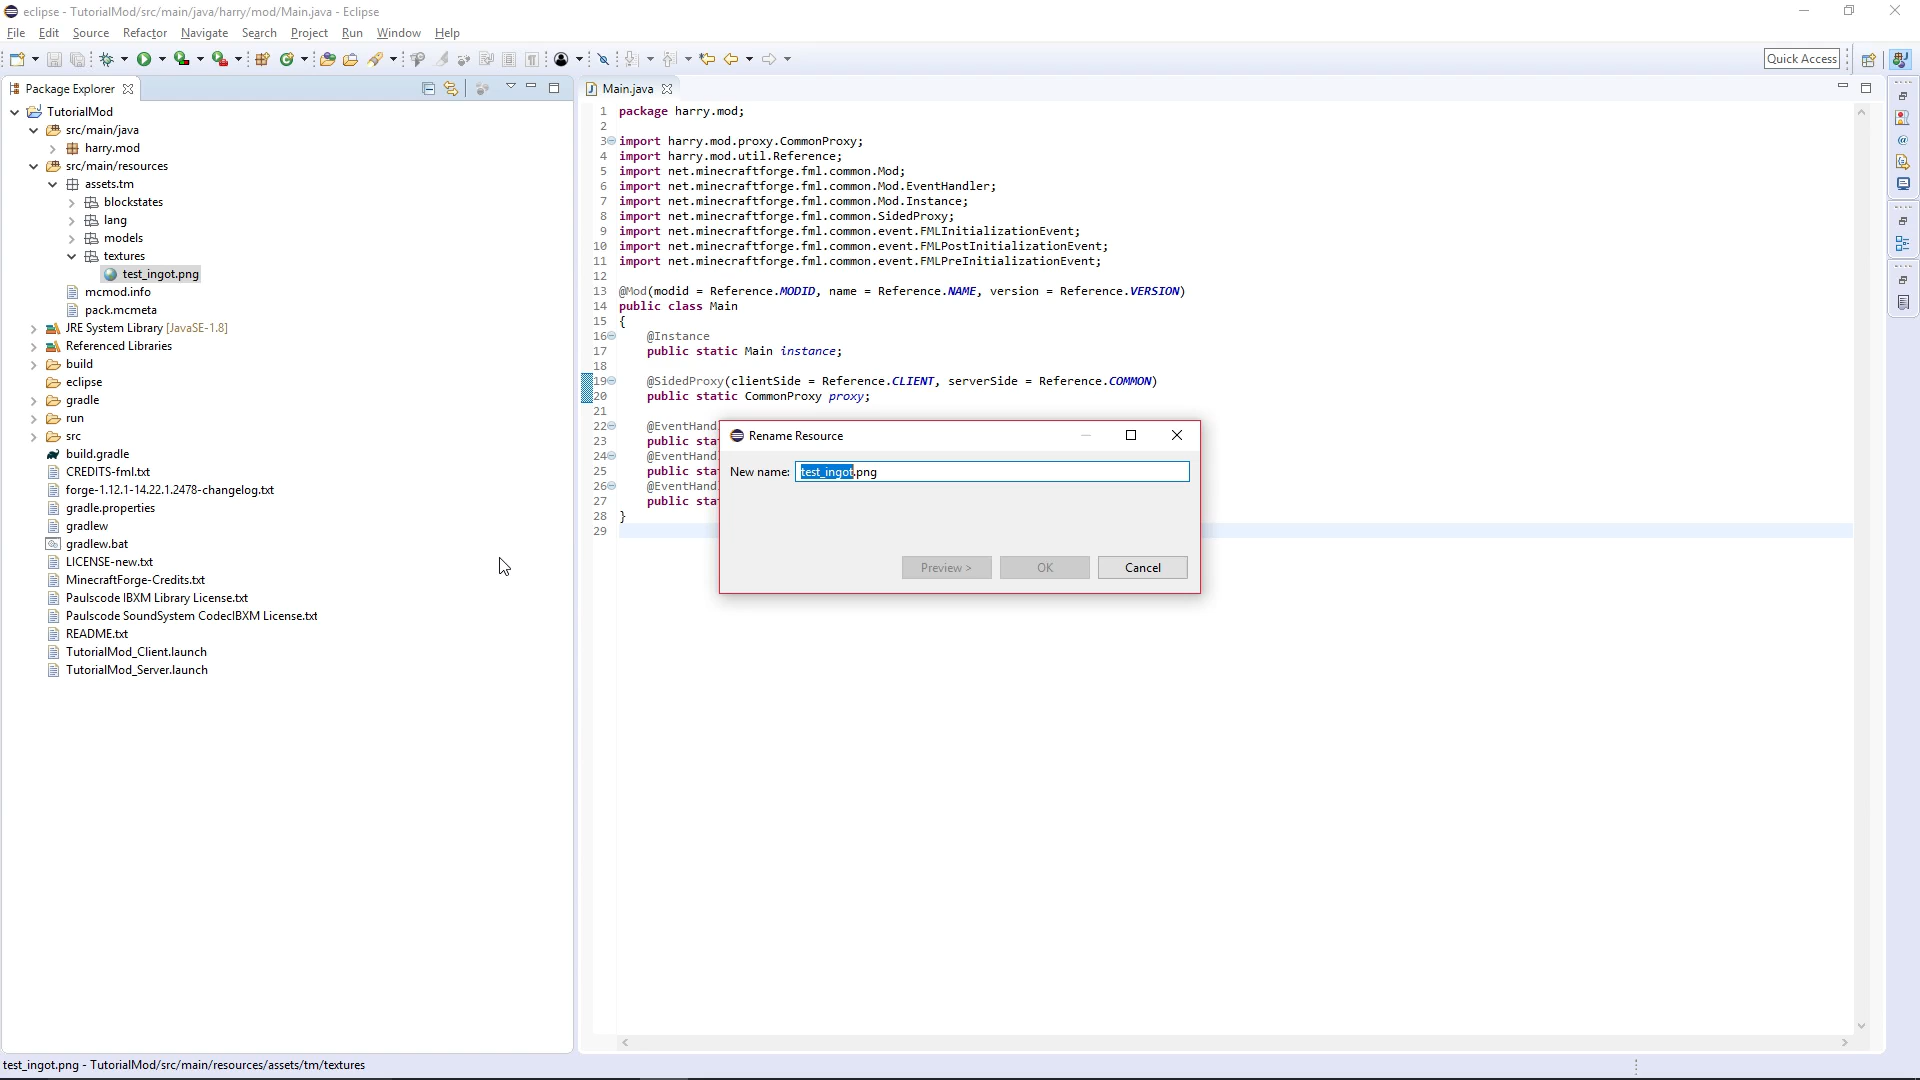 eclipse - TutorialMod/src/main/java/harry/mod/Main.java - Eclipse
File Edit Source Refactor Navigate Search Project Run Window Help
Quick Access
Package Explorer
Main.java
TutorialMod
src/main/java
harry.mod
src/main/resources
assets.tm
blockstates
lang
models
textures
test_ingot.png
mcmod.info
pack.mcmeta
JRE System Library [JavaSE-1.8]
Referenced Libraries
build
eclipse
gradle
run
src
build.gradle
CREDITS-fml.txt
forge-1.12.1-14.22.1.2478-changelog.txt
gradle.properties
gradlew
gradlew.bat
LICENSE-new.txt
MinecraftForge-Credits.txt
Paulscode IBXM Library License.txt
Paulscode SoundSystem CodecIBXM License.txt
README.txt
TutorialMod_Client.launch
TutorialMod_Server.launch
1 package harry.mod;
2
3 import harry.mod.proxy.CommonProxy;
4 import harry.mod.util.Reference;
5 import net.minecraftforge.fml.common.Mod;
6 import net.minecraftforge.fml.common.Mod.EventHandler;
7 import net.minecraftforge.fml.common.Mod.Instance;
8 import net.minecraftforge.fml.common.SidedProxy;
9 import net.minecraftforge.fml.common.event.FMLInitializationEvent;
10 import net.minecraftforge.fml.common.event.FMLPostInitializationEvent;
11 import net.minecraftforge.fml.common.event.FMLPreInitializationEvent;
12
13 @Mod(modid = Reference.MODID, name = Reference.NAME, version = Reference.VERSION)
14 public class Main
15 {
16 @Instance
17 public static Main instance;
18
19 @SidedProxy(clientSide = Reference.CLIENT, serverSide = Reference.COMMON)
20 public static CommonProxy proxy;
21
22 @EventHand
23 public sta
24 @EventHand
25 public sta
26 @EventHand
27 public sta
28 }
29
Rename Resource
New name: test_ingot.png
Preview > OK Cancel
test_ingot.png - TutorialMod/src/main/resources/assets/tm/textures